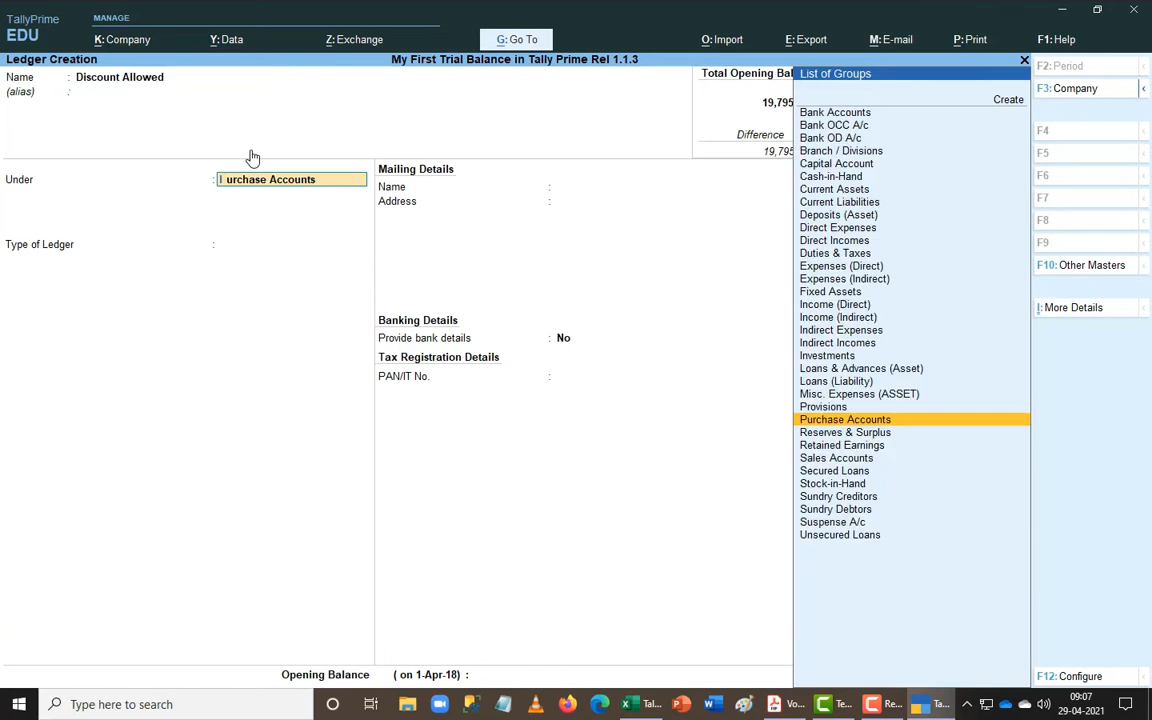 TallyPrime
EDU
MANAGE
K: Company
Y: Data
Z: Exchange
G: Go To
O: Import
E: Export
M: E-mail
P: Print
F1: Help
Ledger Creation
My First Trial Balance in Tally Prime Rel 1.1.3
Name : Discount Allowed
(alias) :
Total Opening Bal
19,795
Difference
19,795
Under : urchase Accounts
Type of Ledger :
Mailing Details
Name :
Address :
Banking Details
Provide bank details : No
Tax Registration Details
PAN/IT No. :
Opening Balance ( on 1-Apr-18) :
List of Groups
Create
Bank Accounts
Bank OCC A/c
Bank OD A/c
Branch / Divisions
Capital Account
Cash-in-Hand
Current Assets
Current Liabilities
Deposits (Asset)
Direct Expenses
Direct Incomes
Duties & Taxes
Expenses (Direct)
Expenses (Indirect)
Fixed Assets
Income (Direct)
Income (Indirect)
Indirect Expenses
Indirect Incomes
Investments
Loans & Advances (Asset)
Loans (Liability)
Misc. Expenses (ASSET)
Provisions
Purchase Accounts
Reserves & Surplus
Retained Earnings
Sales Accounts
Secured Loans
Stock-in-Hand
Sundry Creditors
Sundry Debtors
Suspense A/c
Unsecured Loans
F2: Period
F3: Company
F4
F5
F6
F7
F8
F9
F10: Other Masters
I: More Details
F12: Configure
Type here to search
Tal...
Vo...
Te...
Re...
Ta...
09:07
29-04-2021